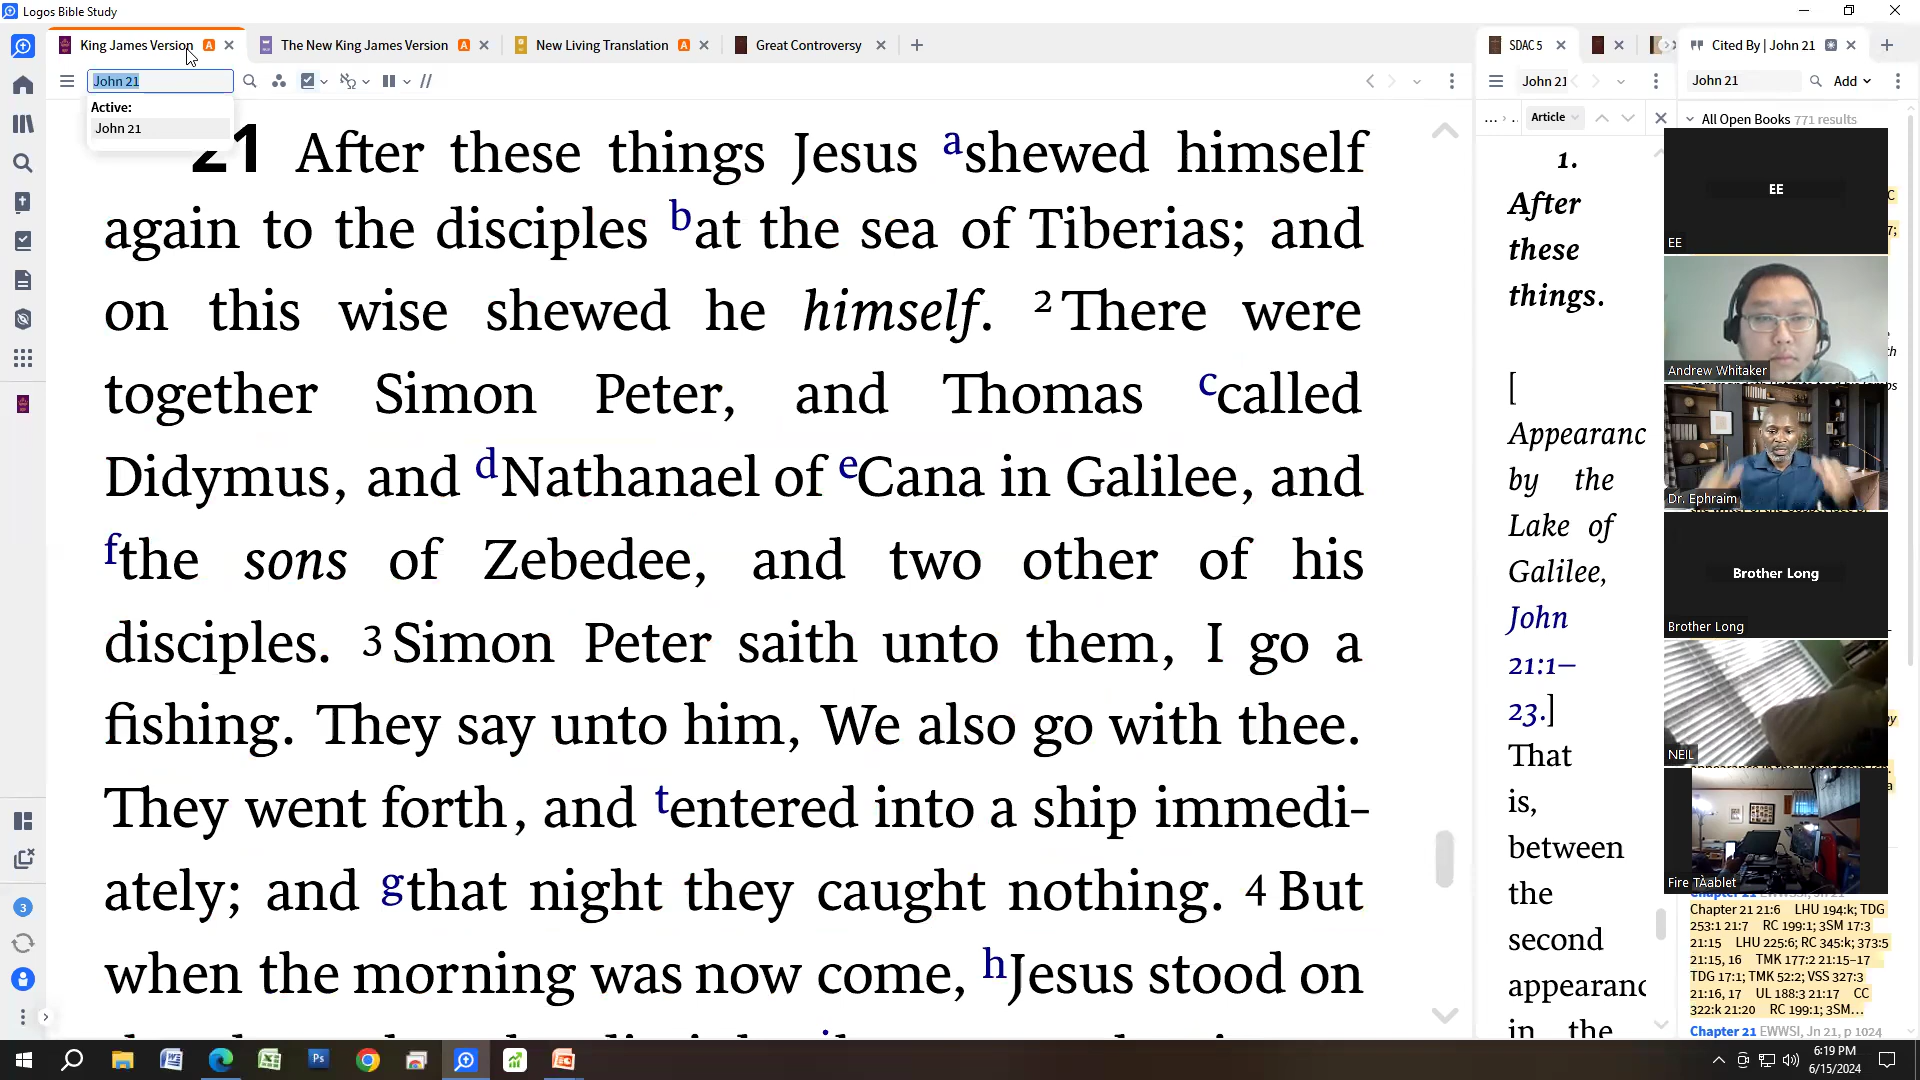 Logos Bible Study
King James Version A
The New King James Version A
New Living Translation A
Great Controversy
SDAC 5
Cited By | John 21
John 21
John 21
John 21
Add
Active:
John 21
... › ..
Article
All Open Books 771 results
21 After these things Jesus ashewed himself
again to the disciples bat the sea of Tiberias; and
on this wise shewed he himself. 2 There were
together Simon Peter, and Thomas ccalled
Didymus, and dNathanael of eCana in Galilee, and
fthe sons of Zebedee, and two other of his
disciples. 3 Simon Peter saith unto them, I go a
fishing. They say unto him, We also go with thee.
They went forth, and tentered into a ship immedi-
ately; and gthat night they caught nothing. 4 But
when the morning was now come, hJesus stood on
1.
After
these
things.
[
Appearanc
by the
Lake of
Galilee,
John
21:1–
23.]
That
is,
between
the
second
appearanc
in the
EE
EE
Andrew Whitaker
Dr. Ephraim
Brother Long
Brother Long
NEIL
Fire TAablet
Chapter 21 EWWSI, Jn 21
Chapter 21 21:6 LHU 194:k; TDG
253:1 21:7 RC 199:1; 3SM 17:3
21:15 LHU 225:6; RC 345:k; 373:5
21:15, 16 TMK 177:2 21:15–17
TDG 17:1; TMK 52:2; VSS 327:3
21:16, 17 UL 188:3 21:17 CC
322:k 21:20 RC 199:1; 3SM…
Chapter 21 EWWSI, Jn 21, p 1024
3
6:19 PM
6/15/2024